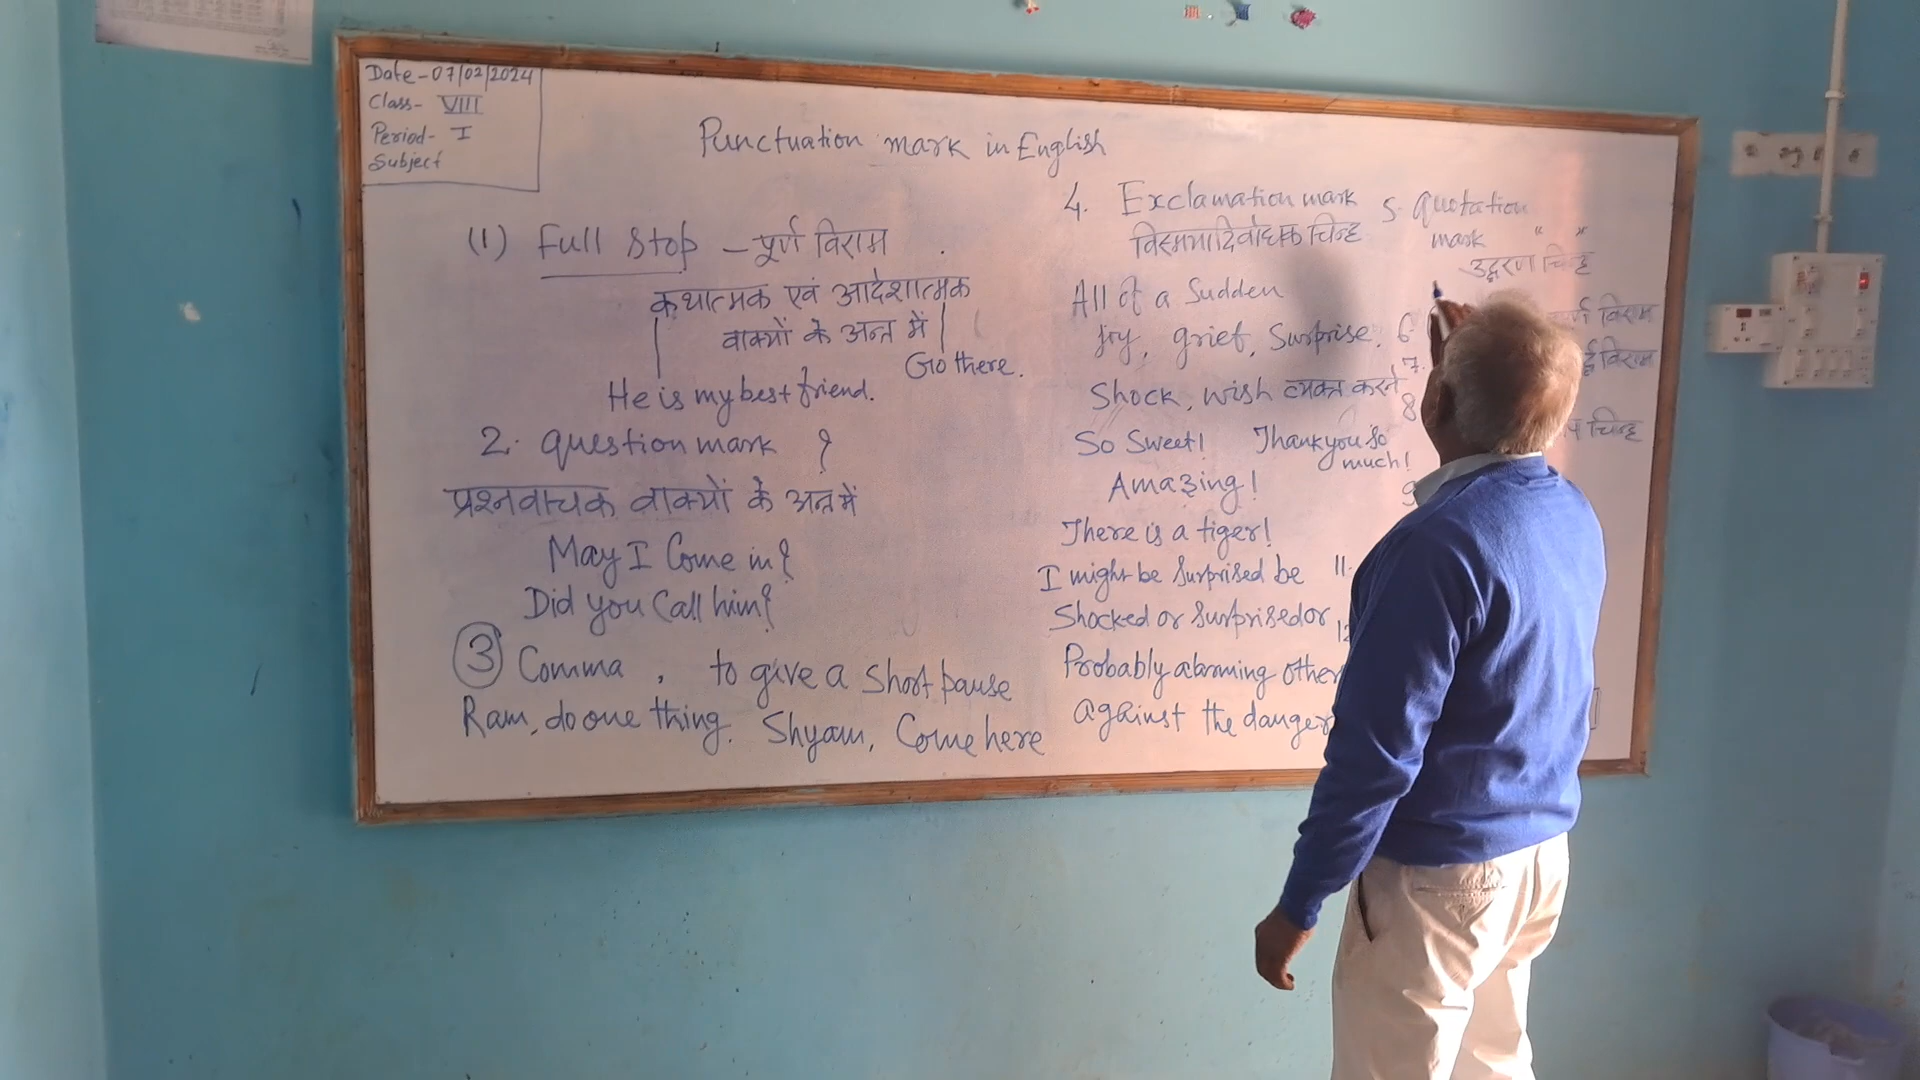 Date-07/02/2024
Class- VIII
Period- I
Subject
Punctuation mark in English
(1) Full Stop - पूर्ण विराम .
कथात्मक एवं आदेशात्मक
वाक्यों के अन्त में
Go there.
He is my best friend.
2. question mark ?
प्रश्नवाचक वाक्यों के अन्त में
May I Come in?
Did you Call him?
3 Comma , to give a Short pause
Ram, do one thing. Shyam, Come here
4. Exclamation mark
विस्मयादिबोधक चिन्ह
All of a Sudden
joy, grief, Surprise.
Shock, wish व्यक्त करने
So Sweet! Thank you so
much!
Amazing!
There is a tiger!
I might be Surprised be
Shocked or Surprised or
Probably alarming other
against the danger
5. quotation
mark " "
उद्धरण चिन्ह
6. विराम
7. विराम
8 चिन्ह
9
11.
12